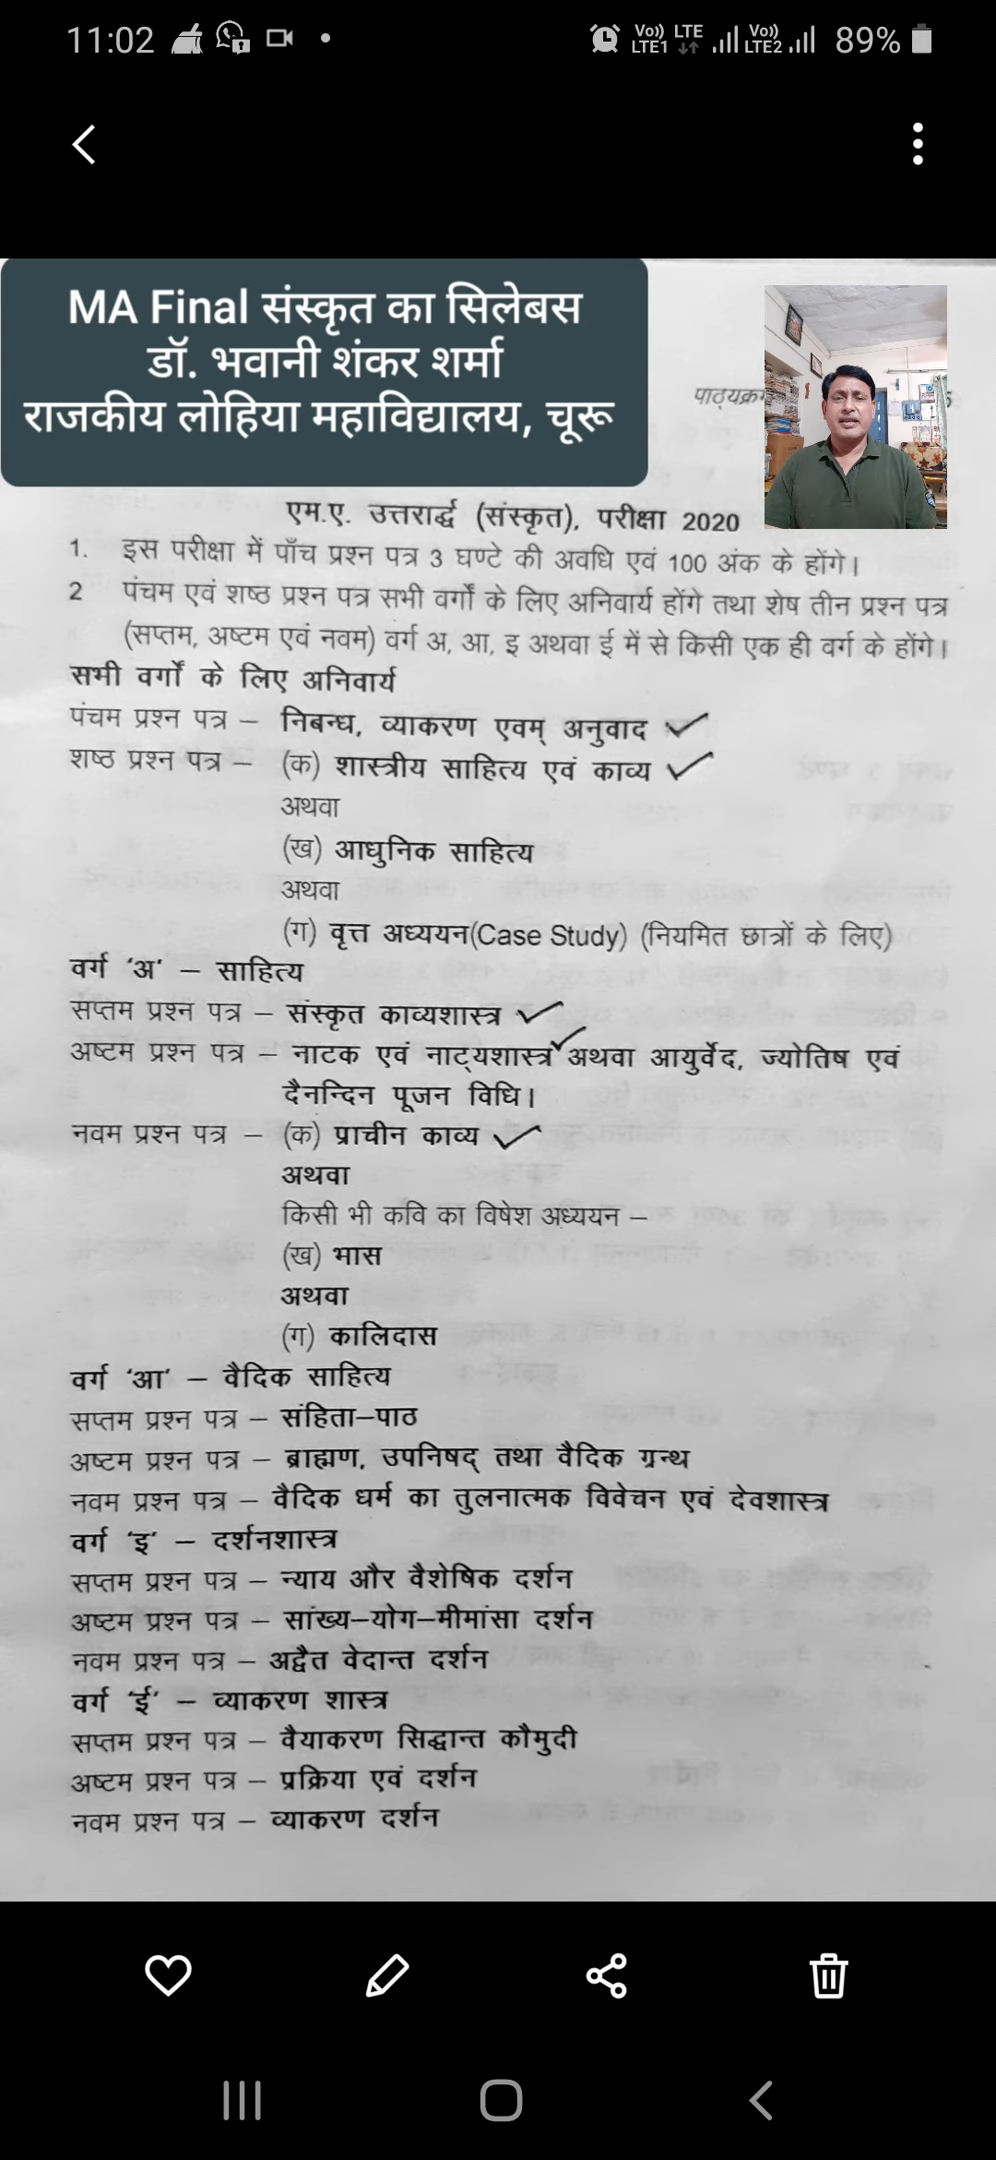 11:02
Vo)) LTE Vo))
LTE1 LTE2 89%
MA Final संस्कृत का सिलेबस
डॉ. भवानी शंकर शर्मा
राजकीय लोहिया महाविद्यालय, चूरू
एम.ए. उत्तरार्द्ध (संस्कृत), परीक्षा 2020
1. इस परीक्षा में पाँच प्रश्न पत्र 3 घण्टे की अवधि एवं 100 अंक के होंगे।
2 पंचम एवं शष्ठ प्रश्न पत्र सभी वर्गों के लिए अनिवार्य होंगे तथा शेष तीन प्रश्न पत्र
(सप्तम, अष्टम एवं नवम) वर्ग अ, आ, इ अथवा ई में से किसी एक ही वर्ग के होंगे।
सभी वर्गों के लिए अनिवार्य
पंचम प्रश्न पत्र – निबन्ध, व्याकरण एवम् अनुवाद
शष्ठ प्रश्न पत्र – (क) शास्त्रीय साहित्य एवं काव्य
अथवा
(ख) आधुनिक साहित्य
अथवा
(ग) वृत्त अध्ययन(Case Study) (नियमित छात्रों के लिए)
वर्ग ‘अ’ – साहित्य
सप्तम प्रश्न पत्र – संस्कृत काव्यशास्त्र
अष्टम प्रश्न पत्र – नाटक एवं नाट्यशास्त्र अथवा आयुर्वेद, ज्योतिष एवं
दैनन्दिन पूजन विधि।
नवम प्रश्न पत्र – (क) प्राचीन काव्य
अथवा
किसी भी कवि का विषेश अध्ययन –
(ख) भास
अथवा
(ग) कालिदास
वर्ग ‘आ’ – वैदिक साहित्य
सप्तम प्रश्न पत्र – संहिता–पाठ
अष्टम प्रश्न पत्र – ब्राह्मण, उपनिषद् तथा वैदिक ग्रन्थ
नवम प्रश्न पत्र – वैदिक धर्म का तुलनात्मक विवेचन एवं देवशास्त्र
वर्ग ‘इ’ – दर्शनशास्त्र
सप्तम प्रश्न पत्र – न्याय और वैशेषिक दर्शन
अष्टम प्रश्न पत्र – सांख्य–योग–मीमांसा दर्शन
नवम प्रश्न पत्र – अद्वैत वेदान्त दर्शन
वर्ग ‘ई’ – व्याकरण शास्त्र
सप्तम प्रश्न पत्र – वैयाकरण सिद्धान्त कौमुदी
अष्टम प्रश्न पत्र – प्रक्रिया एवं दर्शन
नवम प्रश्न पत्र – व्याकरण दर्शन